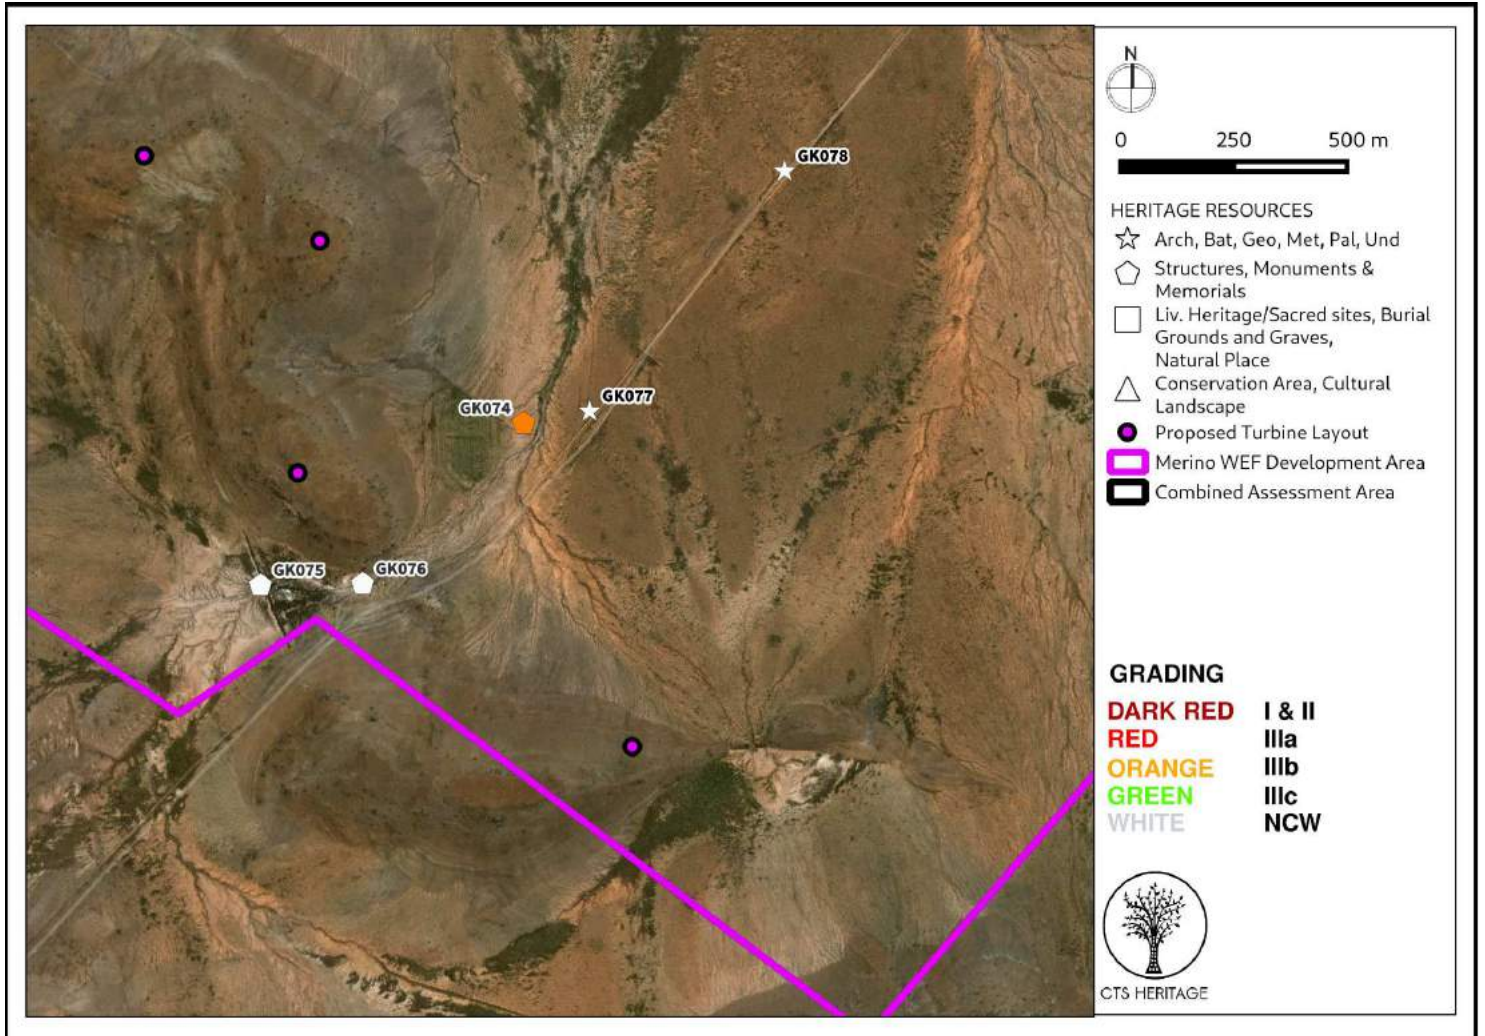 N
0 250 500 m
HERITAGE RESOURCES
Arch, Bat, Geo, Met, Pal, Und
Structures, Monuments &
Memorials
Liv. Heritage/Sacred sites, Burial
Grounds and Graves,
Natural Place
Conservation Area, Cultural
Landscape
Proposed Turbine Layout
Merino WEF Development Area
Combined Assessment Area
GRADING
DARK RED I & II
RED IIIa
ORANGE IIIb
GREEN IIIc
WHITE NCW
CTS HERITAGE
GK078
GK077
GK074
GK075
GK076